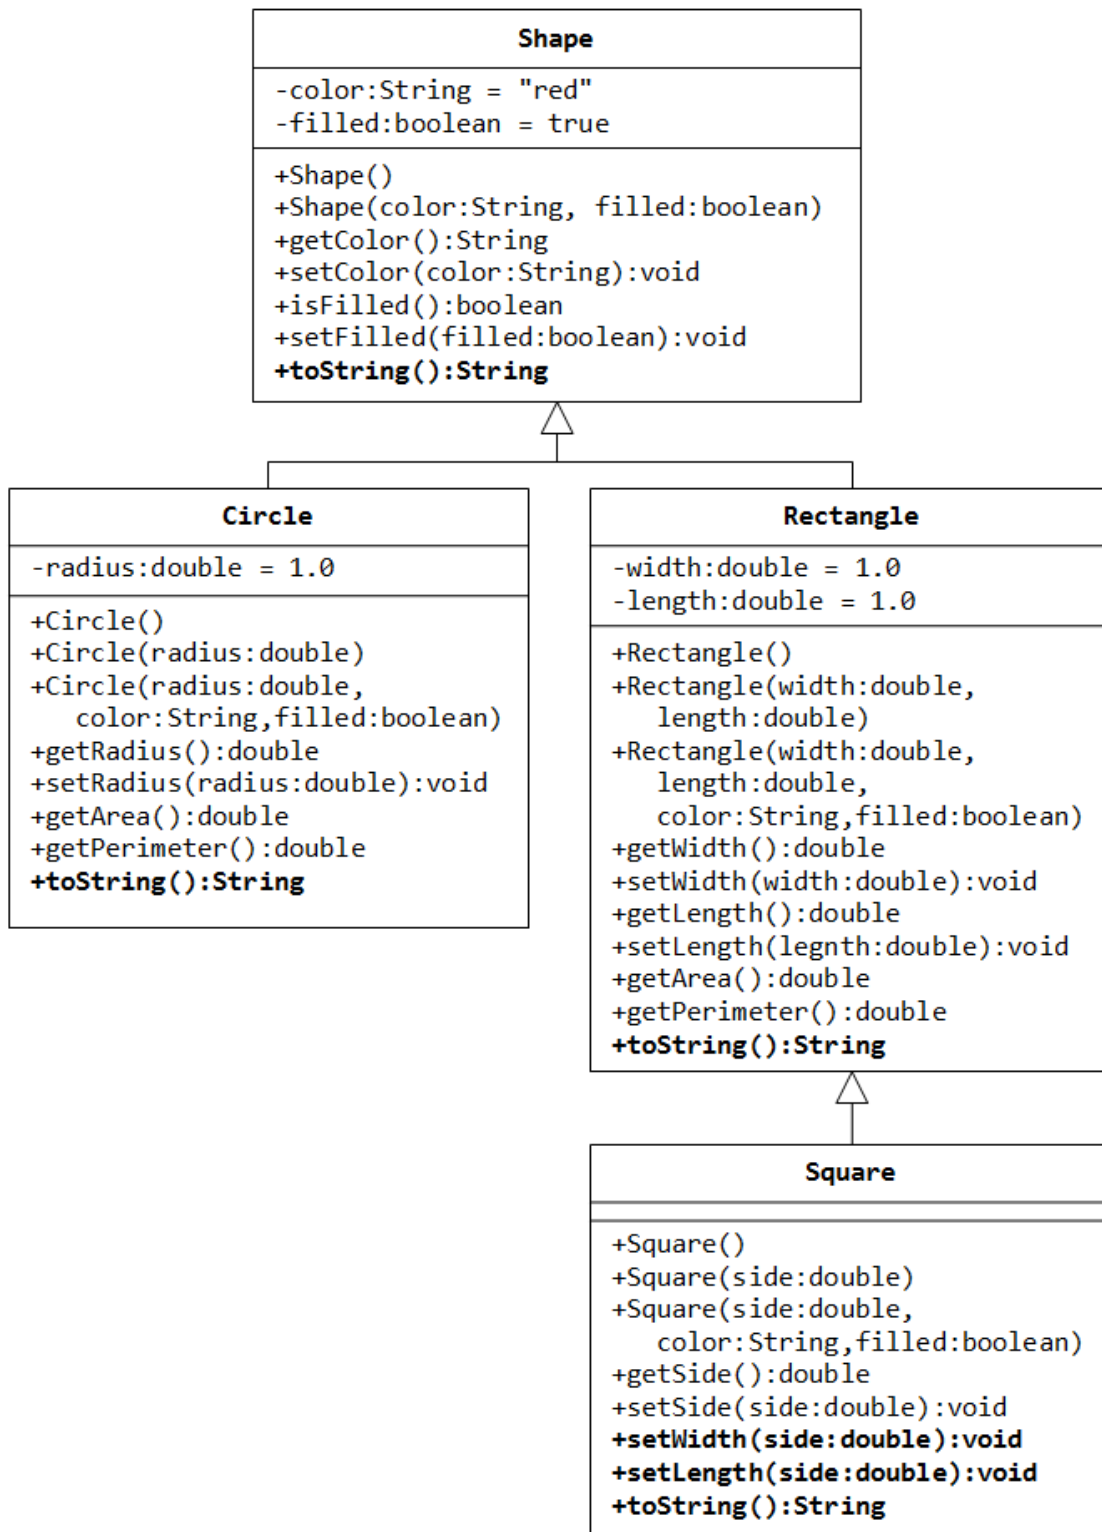 Shape
-color:String = "red"
-filled:boolean = true
+Shape()
+Shape(color:String, filled:boolean)
+getColor():String
+setColor(color:String):void
+isFilled():boolean
+setFilled(filled:boolean):void
+toString():String
Circle
-radius:double = 1.0
+Circle()
+Circle(radius:double)
+Circle(radius:double,
color:String,filled:boolean)
+getRadius():double
+setRadius(radius:double):void
+getArea():double
+getPerimeter():double
+toString():String
Rectangle
-width:double = 1.0
-length:double = 1.0
+Rectangle()
+Rectangle(width:double,
length:double)
+Rectangle(width:double,
length:double,
color:String,filled:boolean)
+getWidth():double
+setWidth(width:double):void
+getLength():double
+setLength(legnth:double):void
+getArea():double
+getPerimeter():double
+toString():String
Square
+Square()
+Square(side:double)
+Square(side:double,
color:String,filled:boolean)
+getSide():double
+setSide(side:double):void
+setWidth(side:double):void
+setLength(side:double):void
+toString():String